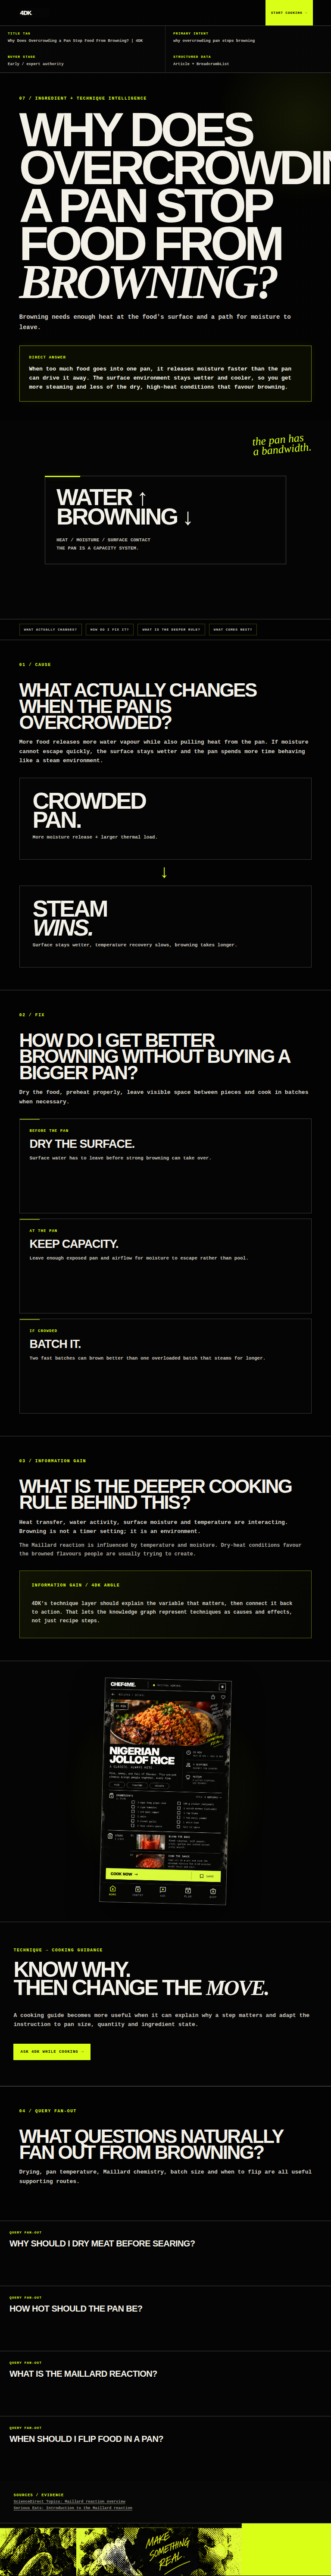 4DK
START COOKING →
TITLE TAG
Why Does Overcrowding a Pan Stop Food From Browning? | 4DK
PRIMARY INTENT
why overcrowding pan stops browning
BUYER STAGE
Early / expert authority
STRUCTURED DATA
Article + BreadcrumbList
07 / INGREDIENT + TECHNIQUE INTELLIGENCE
WHY DOES
OVERCROWDIN
A PAN STOP
FOOD FROM
BROWNING?
Browning needs enough heat at the food's surface and a path for moisture to
leave.
DIRECT ANSWER
When too much food goes into one pan, it releases moisture faster than the pan
can drive it away. The surface environment stays wetter and cooler, so you get
more steaming and less of the dry, high-heat conditions that favour browning.
the pan has
a bandwidth.
WATER ↑
BROWNING ↓
HEAT / MOISTURE / SURFACE CONTACT
THE PAN IS A CAPACITY SYSTEM.
WHAT ACTUALLY CHANGES?
HOW DO I FIX IT?
WHAT IS THE DEEPER RULE?
WHAT COMES NEXT?
01 / CAUSE
WHAT ACTUALLY CHANGES
WHEN THE PAN IS
OVERCROWDED?
More food releases more water vapour while also pulling heat from the pan. If moisture
cannot escape quickly, the surface stays wetter and the pan spends more time behaving
like a steam environment.
CROWDED
PAN.
More moisture release + larger thermal load.
↓
STEAM
WINS.
Surface stays wetter, temperature recovery slows, browning takes longer.
02 / FIX
HOW DO I GET BETTER
BROWNING WITHOUT BUYING A
BIGGER PAN?
Dry the food, preheat properly, leave visible space between pieces and cook in batches
when necessary.
BEFORE THE PAN
DRY THE SURFACE.
Surface water has to leave before strong browning can take over.
AT THE PAN
KEEP CAPACITY.
Leave enough exposed pan and airflow for moisture to escape rather than pool.
IF CROWDED
BATCH IT.
Two fast batches can brown better than one overloaded batch that steams for longer.
03 / INFORMATION GAIN
WHAT IS THE DEEPER COOKING
RULE BEHIND THIS?
Heat transfer, water activity, surface moisture and temperature are interacting.
Browning is not a timer setting; it is an environment.
The Maillard reaction is influenced by temperature and moisture. Dry-heat conditions favour
the browned flavours people are usually trying to create.
INFORMATION GAIN / 4DK ANGLE
4DK's technique layer should explain the variable that matters, then connect it back
to action. That lets the knowledge graph represent techniques as causes and effects,
not just recipe steps.
CHEF4ME.
NIGERIAN
JOLLOF RICE
COOK NOW →
TECHNIQUE → COOKING GUIDANCE
KNOW WHY.
THEN CHANGE THE MOVE.
A cooking guide becomes more useful when it can explain why a step matters and adapt the
instruction to pan size, quantity and ingredient state.
ASK 4DK WHILE COOKING →
04 / QUERY FAN-OUT
WHAT QUESTIONS NATURALLY
FAN OUT FROM BROWNING?
Drying, pan temperature, Maillard chemistry, batch size and when to flip are all useful
supporting routes.
QUERY FAN-OUT
WHY SHOULD I DRY MEAT BEFORE SEARING?
QUERY FAN-OUT
HOW HOT SHOULD THE PAN BE?
QUERY FAN-OUT
WHAT IS THE MAILLARD REACTION?
QUERY FAN-OUT
WHEN SHOULD I FLIP FOOD IN A PAN?
SOURCES / EVIDENCE
ScienceDirect Topics: Maillard reaction overview
Serious Eats: Introduction to the Maillard reaction
MAKE
SOMETHING
REAL.